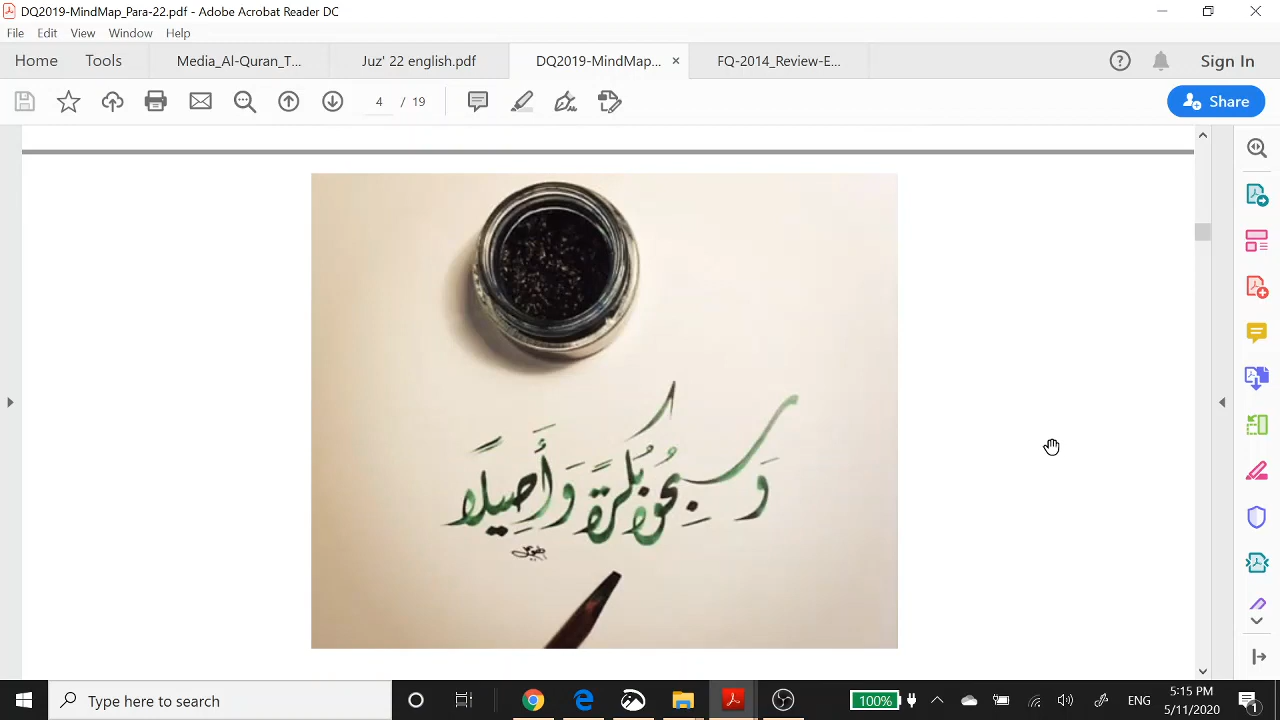 DQ2019-MindMap_Para-22.pdf - Adobe Acrobat Reader DC
File Edit View Window Help
Home Tools Media_Al-Quran_T... Juz' 22 english.pdf DQ2019-MindMap... × FQ-2014_Review-E... Sign In
4 / 19 Share
وَسَبِّحُوهُ بُكْرَةً وَأَصِيلًا
Type here to search 100% ENG 5:15 PM
5/11/2020 1